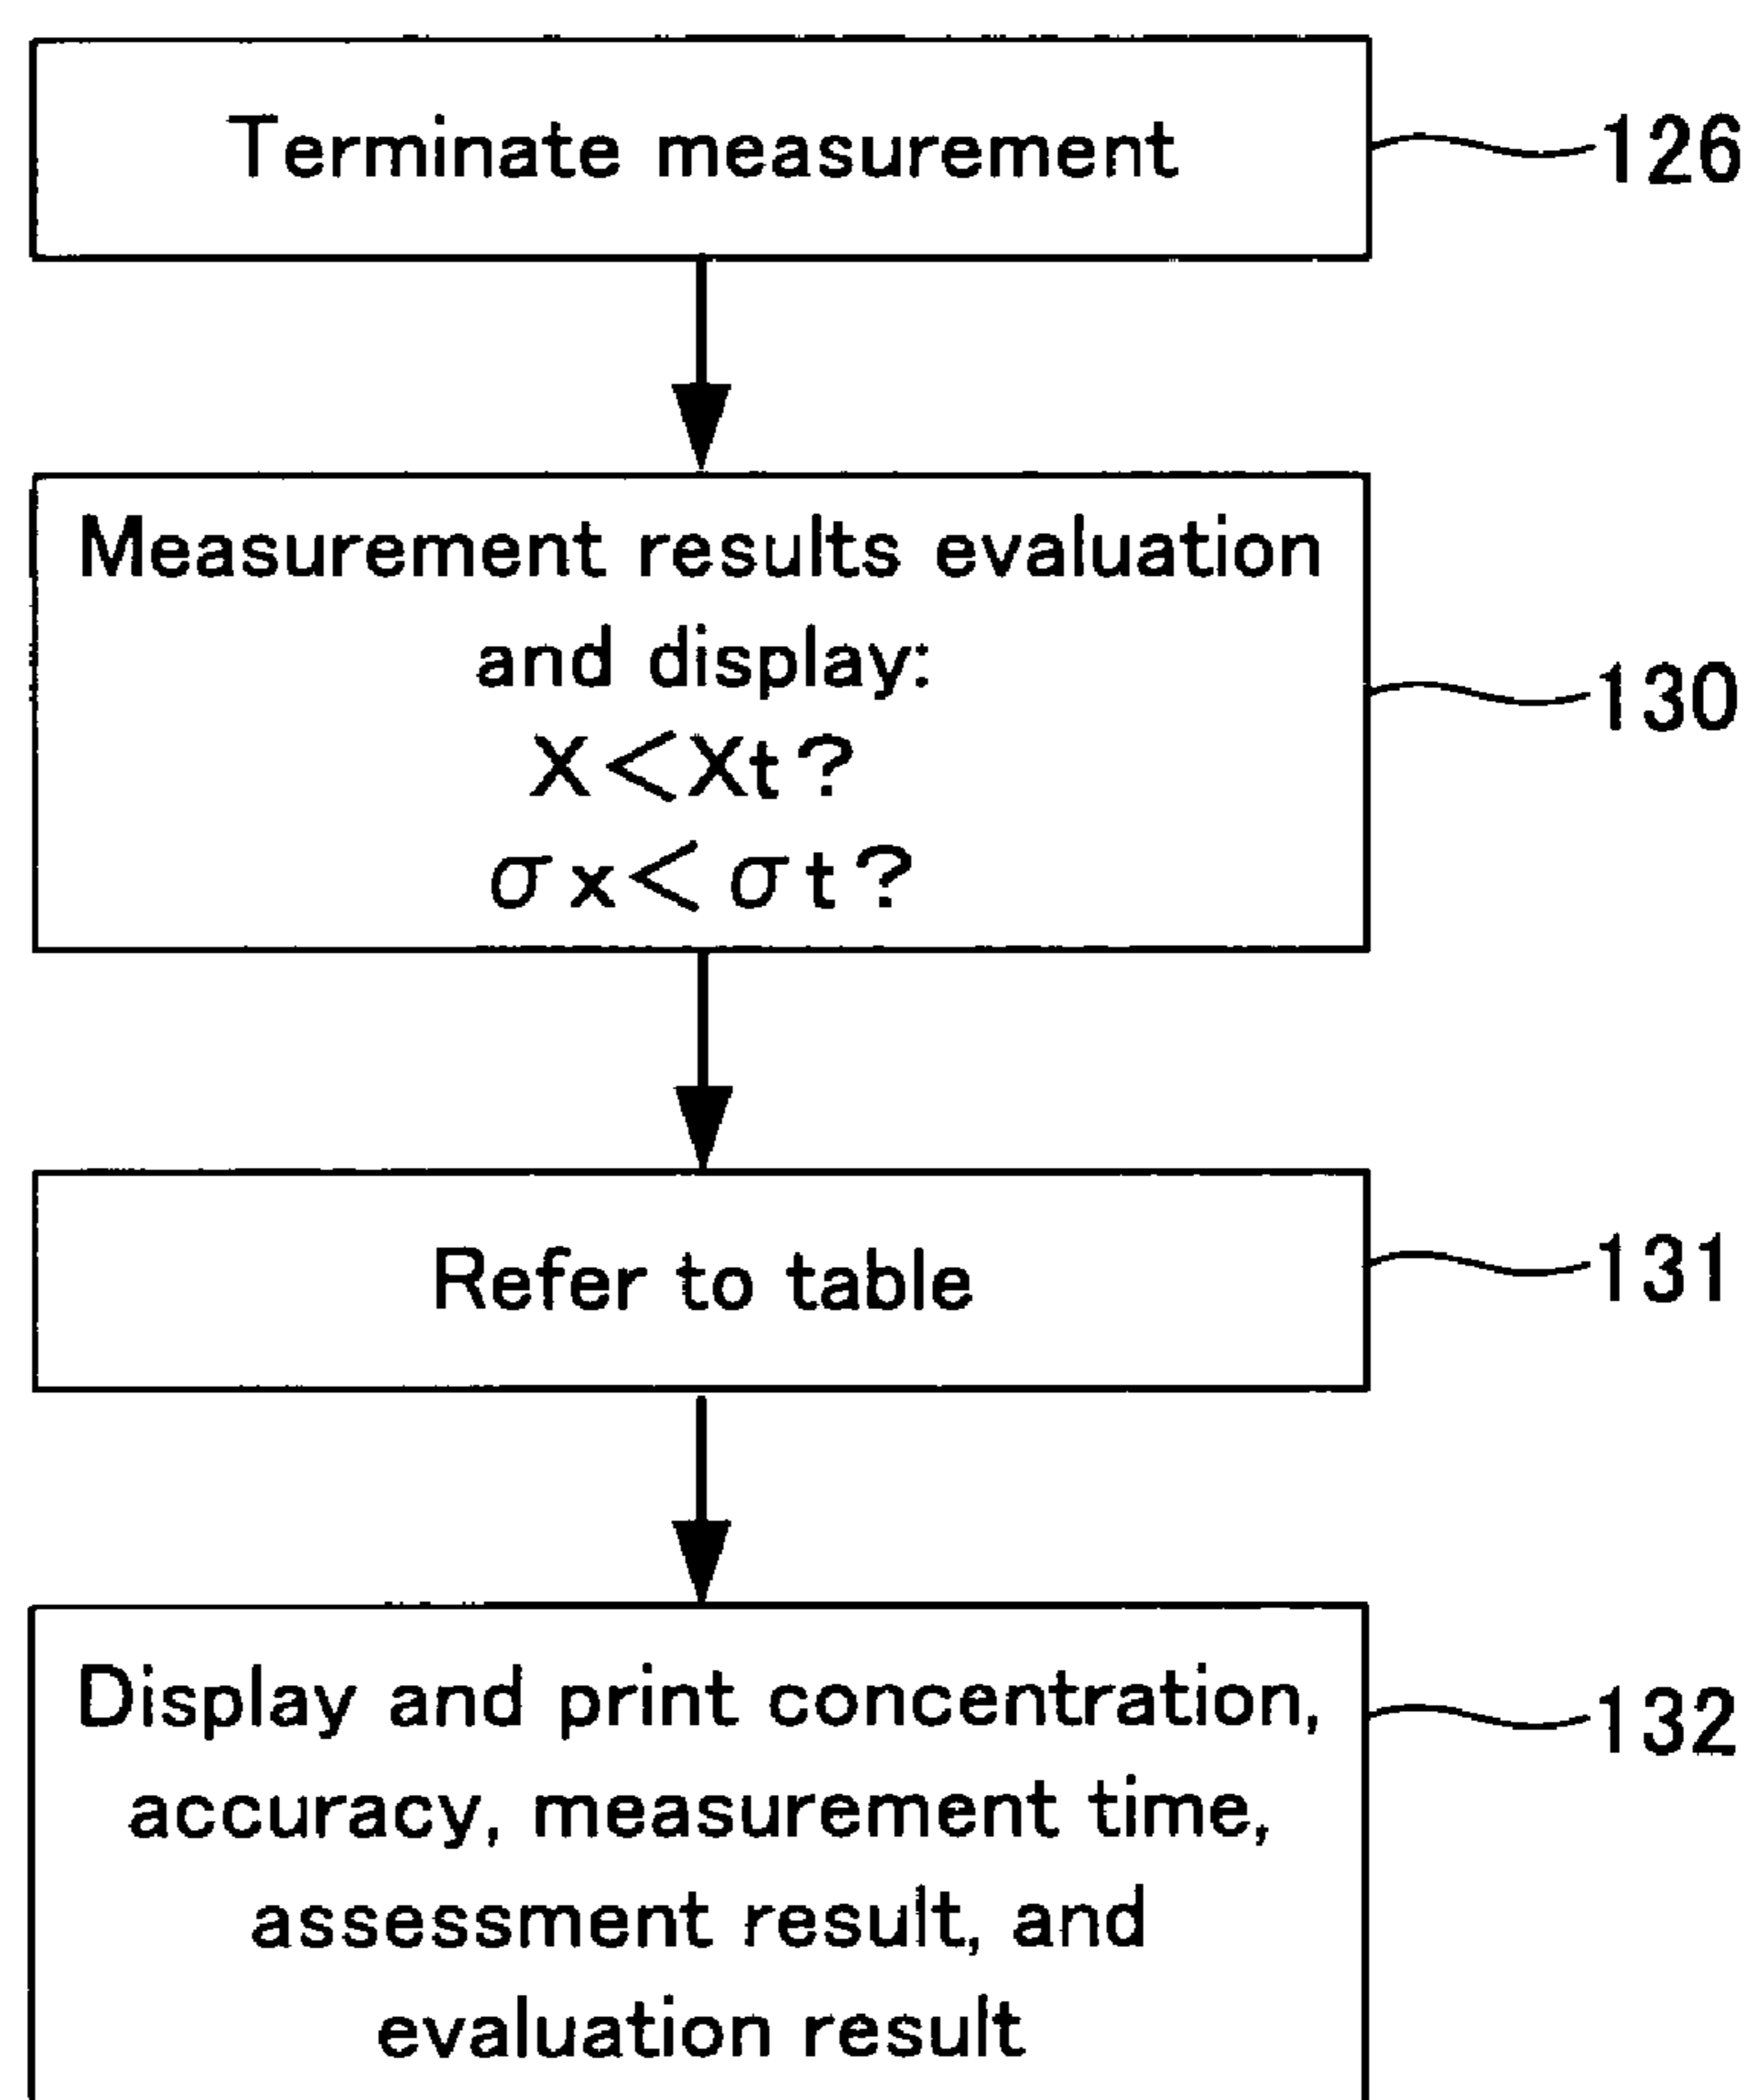 Terminate measurement
126
Measurement results evaluation
and display:
X<Xt?
σx<σt?
130
Refer to table
131
Display and print concentration,
accuracy, measurement time,
assessment result, and
evaluation result
132